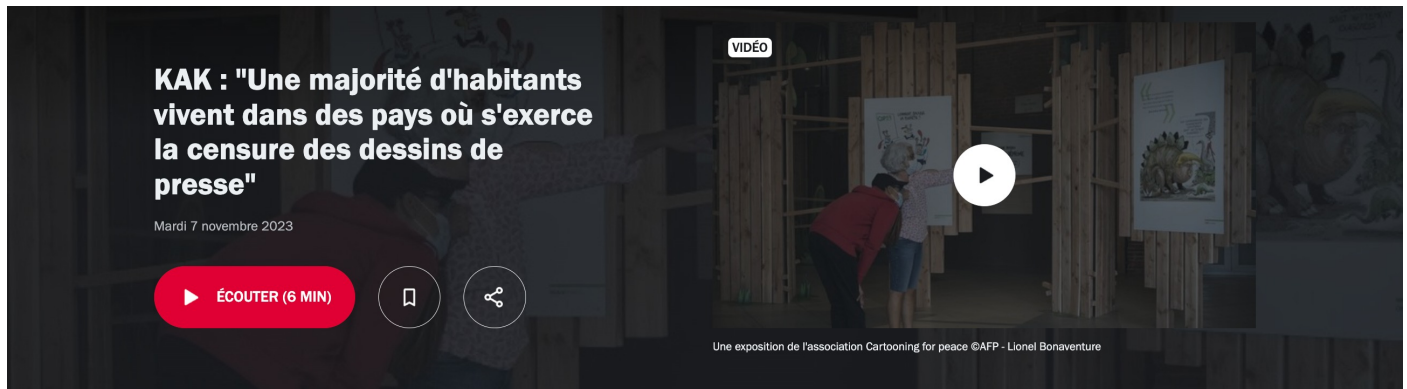 KAK : "Une majorité d'habitants
vivent dans des pays où s'exerce
la censure des dessins de
presse"
Mardi 7 novembre 2023
ÉCOUTER (6 MIN)
VIDÉO
Une exposition de l'association Cartooning for peace ©AFP - Lionel Bonaventure